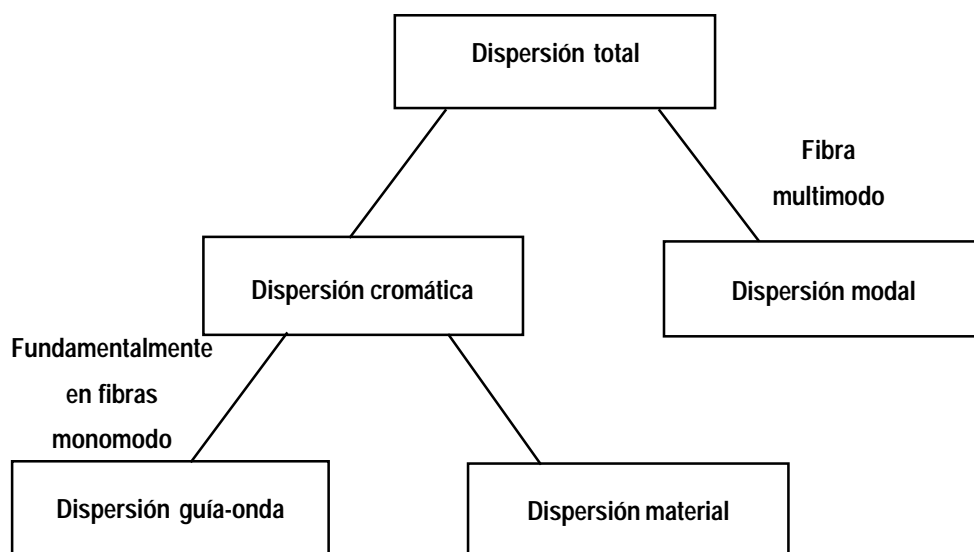 Dispersión total
Fibra
multimodo
Dispersión cromática
Dispersión modal
Fundamentalmente
en fibras
monomodo
Dispersión guía-onda
Dispersión material